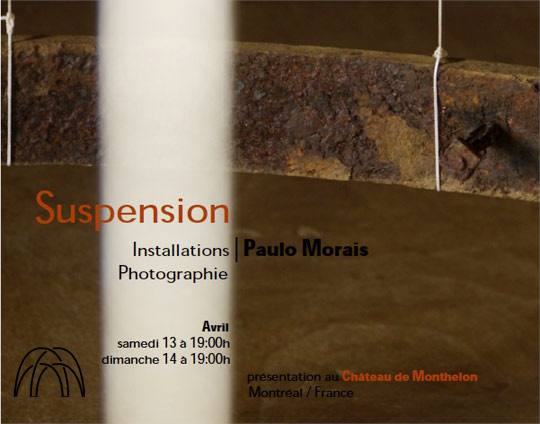 Suspension
Installations | Paulo Morais
Photographie
Avril
samedi 13 à 19:00h
dimanche 14 à 19:00h
présentation au Château de Monthelon
Montréal / France